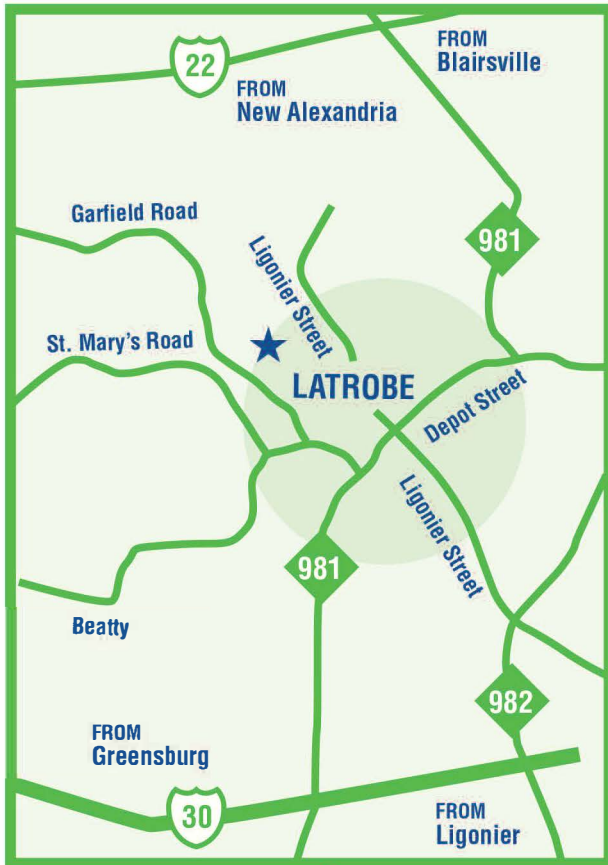 FROM
Blairsville
22
FROM
New Alexandria
Garfield Road
981
Ligonier Street
St. Mary's Road
LATROBE
Depot Street
Ligonier Street
981
Beatty
982
FROM
Greensburg
30
FROM
Ligonier